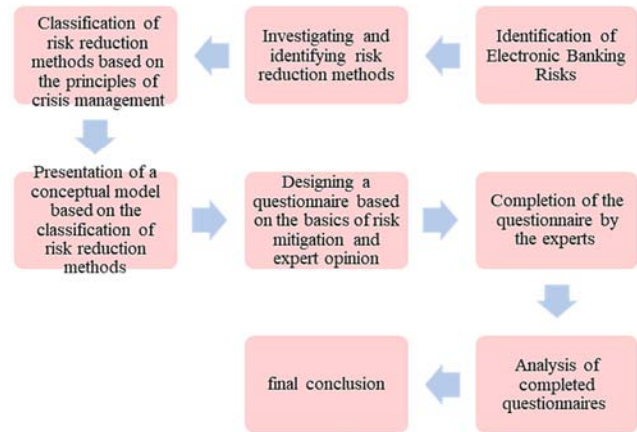 Identification of
Electronic Banking
Risks
Investigating and
identifying risk
reduction methods
Classification of
risk reduction
methods based on
the principles of
crisis management
Presentation of a
conceptual model
based on the
classification of
risk reduction
methods
Designing a
questionnaire based
on the basics of risk
mitigation and
expert opinion
Completion of the
questionnaire by
the experts
Analysis of
completed
questionnaires
final conclusion